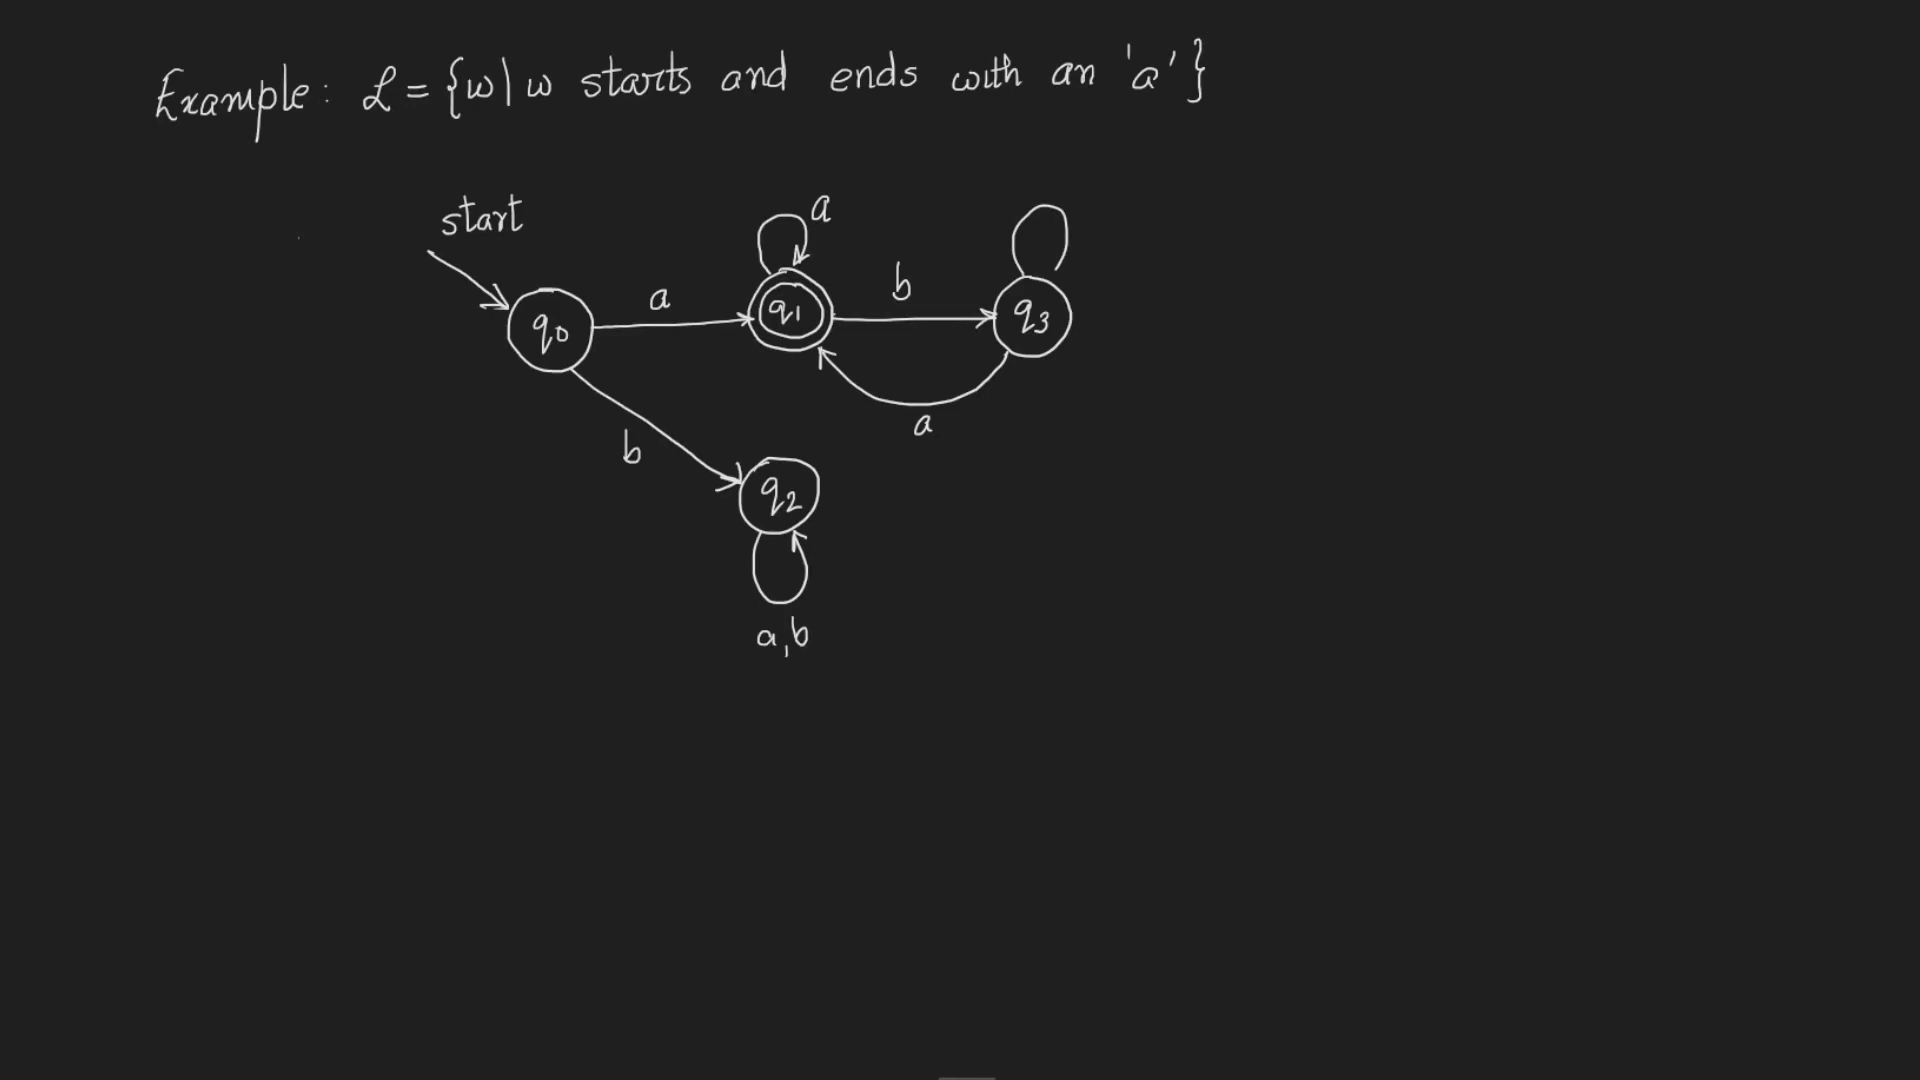 Example: L = {w| w starts and ends with an 'a'}
start
a
a
b
q0
q1
q3
a
b
q2
a,b